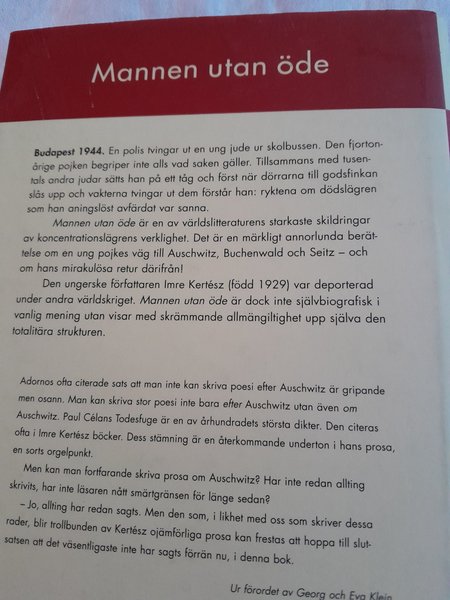 Mannen utan öde
Budapest 1944. En polis tvingar ut en ung jude ur skolbussen. Den fjorton-
årige pojken begriper inte alls vad saken gäller. Tillsammans med tusen-
tals andra judar sätts han på ett tåg och först när dörrarna till godsfinkan
slås upp och vakterna tvingar ut dem förstår han: ryktena om dödslägren
som han aningslöst avfärdat var sanna.
Mannen utan öde är en av världslitteraturens starkaste skildringar
av koncentrationslägrens verklighet. Det är en märkligt annorlunda berät-
telse om en ung pojkes väg till Auschwitz, Buchenwald och Seitz – och
om hans mirakulösa retur därifrån!
Den ungerske författaren Imre Kertész (född 1929) var deporterad
under andra världskriget. Mannen utan öde är dock inte självbiografisk i
vanlig mening utan visar med skrämmande allmängiltighet upp själva den
totalitära strukturen.
Adornos ofta citerade sats att man inte kan skriva poesi efter Auschwitz är gripande
men osann. Man kan skriva stor poesi inte bara efter Auschwitz utan även om
Auschwitz. Paul Célans Todesfuge är en av århundradets största dikter. Den citeras
ofta i Imre Kertész böcker. Dess stämning är en återkommande underton i hans prosa,
en sorts orgelpunkt.
Men kan man fortfarande skriva prosa om Auschwitz? Har inte redan allting
skrivits, har inte läsaren nått smärtgränsen för länge sedan?
– Jo, allting har redan sagts. Men den som, i likhet med oss som skriver dessa
rader, blir trollbunden av Kertész ojämförliga prosa kan frestas att hoppa till slut-
satsen att det väsentligaste inte har sagts förrän nu, i denna bok.
Ur förordet av Georg och Eva Klein